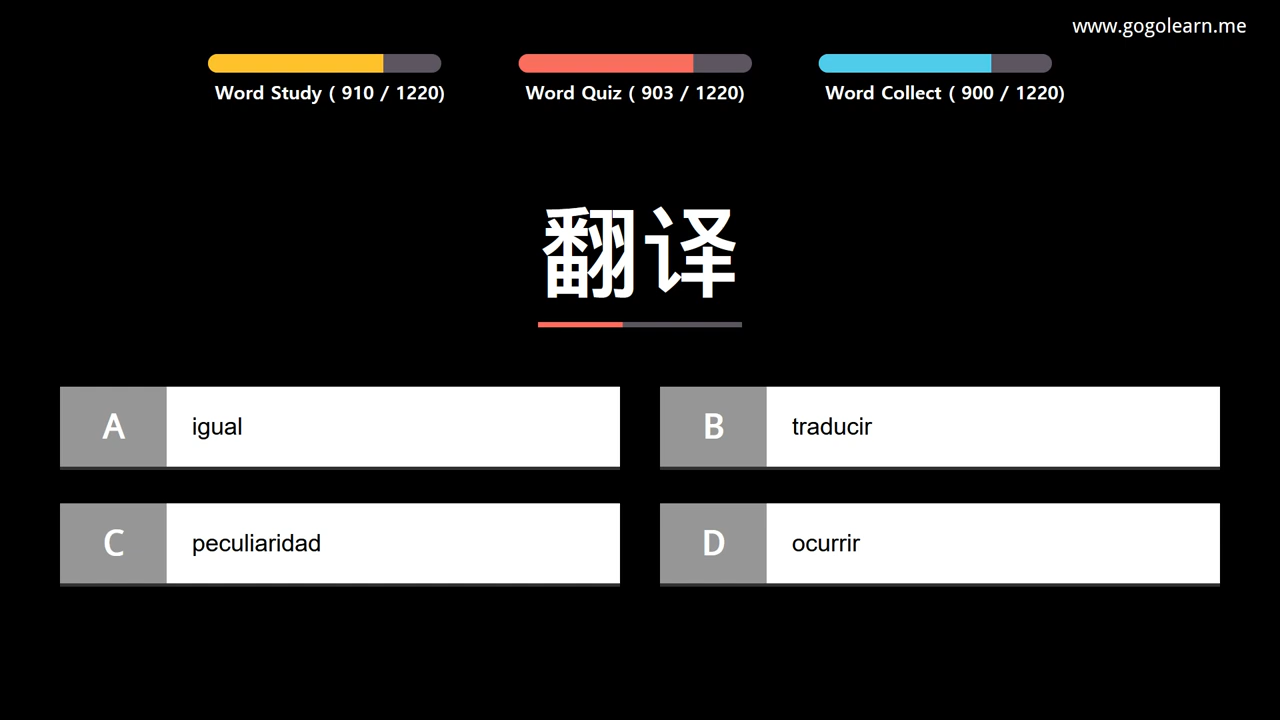 www.gogolearn.me
Word Study ( 910 / 1220)
Word Quiz ( 903 / 1220)
Word Collect ( 900 / 1220)
翻译
A igual
B traducir
C peculiaridad
D ocurrir